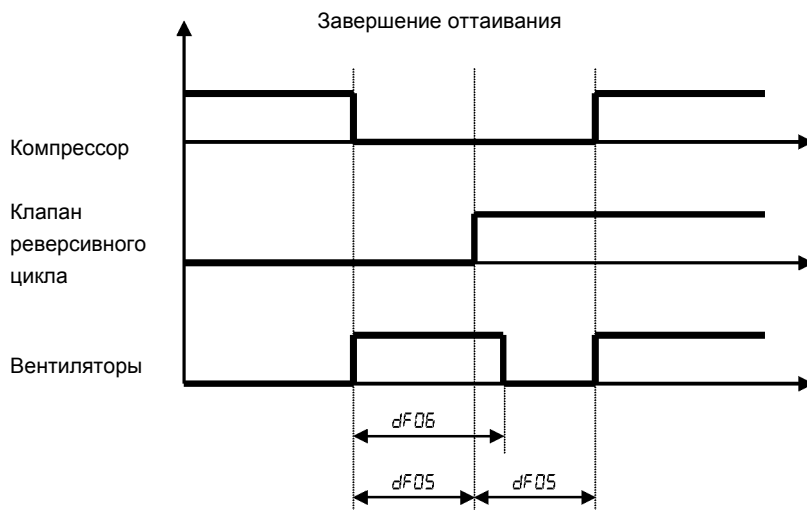 Завершение оттаивания
Компрессор
Клапан
реверсивного
цикла
Вентиляторы
dF06
dF05 dF05